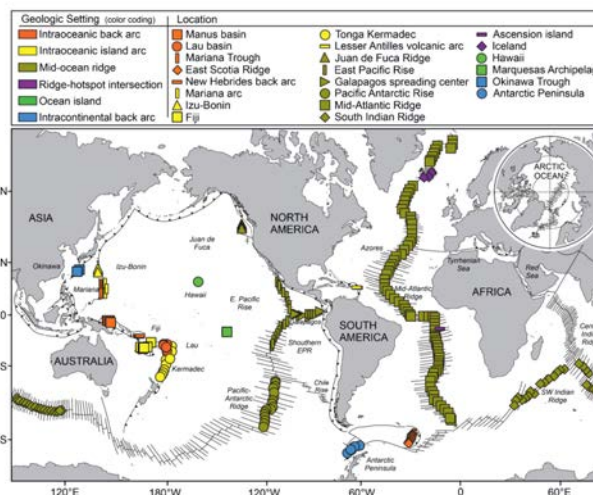 Geologic Setting (color coding)
Intraoceanic back arc
Intraoceanic island arc
Mid-ocean ridge
Ridge-hotspot intersection
Ocean island
Intracontinental back arc
Location
Manus basin
Lau basin
Mariana Trough
East Scotia Ridge
New Hebrides back arc
Mariana arc
Izu-Bonin
Fiji
Tonga Kermadec
Lesser Antilles volcanic arc
Juan de Fuca Ridge
East Pacific Rise
Galapagos spreading center
Pacific Antarctic Rise
Mid-Atlantic Ridge
South Indian Ridge
Ascension island
Iceland
Hawaii
Marquesas Archipelag
Okinawa Trough
Antarctic Peninsula
ARCTIC
OCEAN
N
ASIA
NORTH
AMERICA
Juan de
Fuca
Azores
Tyrrhenian
Sea
Red
Sea
N
Okinawa
Izu-Bonin
Mariana
Hawaii
E. Pacific
Rise
Mid-Atlantic
Ridge
AFRICA
0
Fiji
Lau
Kermadec
Shouthern
EPR
SOUTH
AMERICA
AUSTRALIA
S
Pacific-
Antarctic
Ridge
Chile
Rise
SW Indian
Ridge
S
Antarctic
Peninsula
120°E
180°W
120°W
60°W
0
60°E